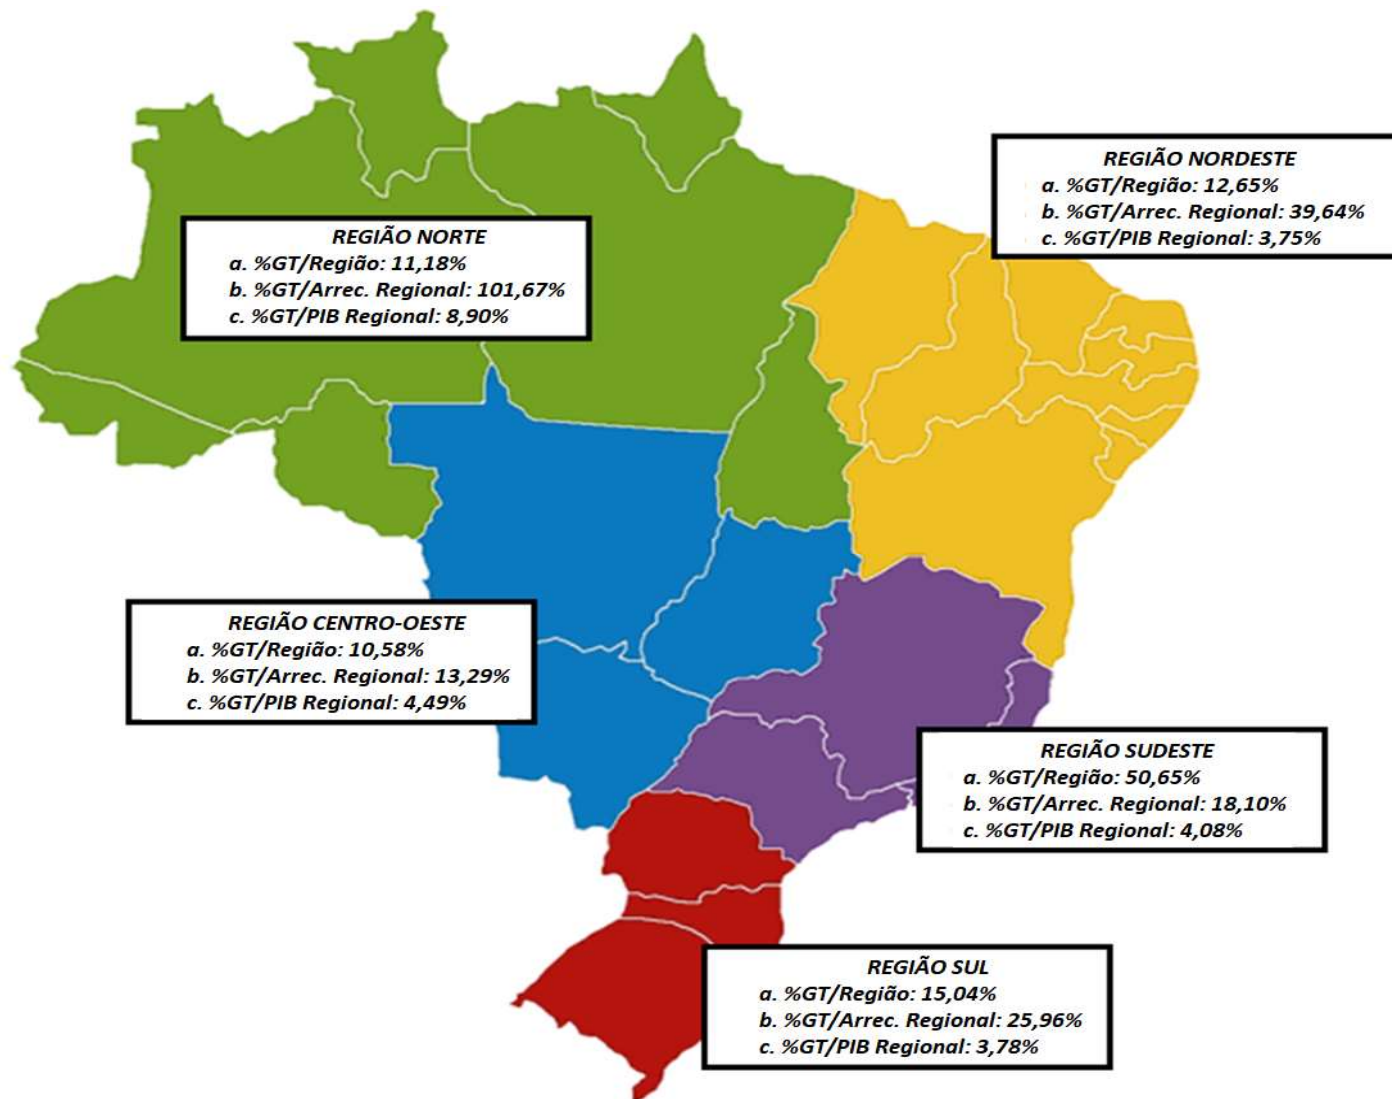 REGIÃO NORDESTE
a. %GT/Região: 12,65%
b. %GT/Arrec. Regional: 39,64%
c. %GT/PIB Regional: 3,75%
REGIÃO NORTE
a. %GT/Região: 11,18%
b. %GT/Arrec. Regional: 101,67%
c. %GT/PIB Regional: 8,90%
REGIÃO CENTRO-OESTE
a. %GT/Região: 10,58%
b. %GT/Arrec. Regional: 13,29%
c. %GT/PIB Regional: 4,49%
REGIÃO SUDESTE
a. %GT/Região: 50,65%
b. %GT/Arrec. Regional: 18,10%
c. %GT/PIB Regional: 4,08%
REGIÃO SUL
a. %GT/Região: 15,04%
b. %GT/Arrec. Regional: 25,96%
c. %GT/PIB Regional: 3,78%